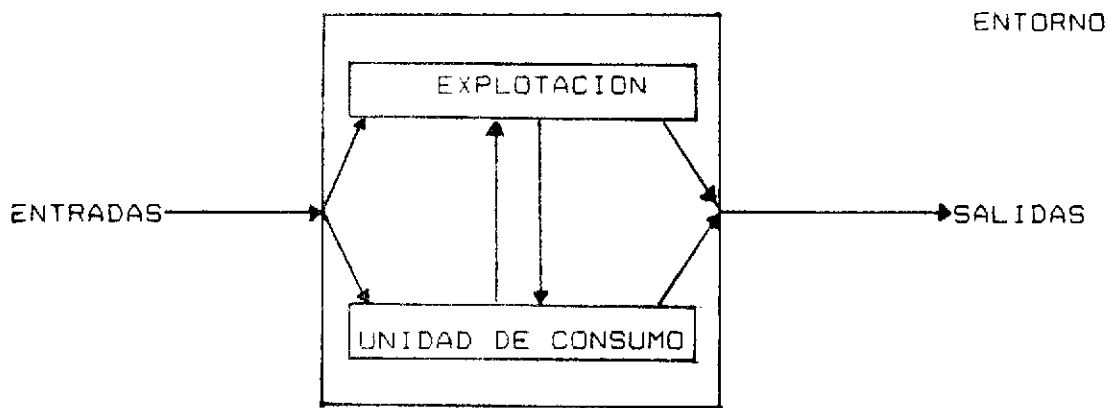 ENTORNO
EXPLOTACION
ENTRADAS
SALIDAS
UNIDAD DE CONSUMO